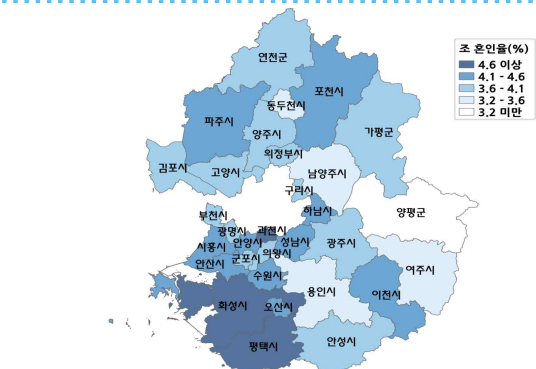 조 혼인율(%)
4.6 이상
4.1 - 4.6
3.6 - 4.1
3.2 - 3.6
3.2 미만
연천군
포천시
동두천시
파주시
가평군
양주시
의정부시
김포시
고양시
남양주시
구리시
하남시
양평군
부천시
광명시
과천시
시흥시
안양시
성남시
광주시
군포시
의왕시
안산시
수원시
여주시
용인시
이천시
화성시
오산시
안성시
평택시